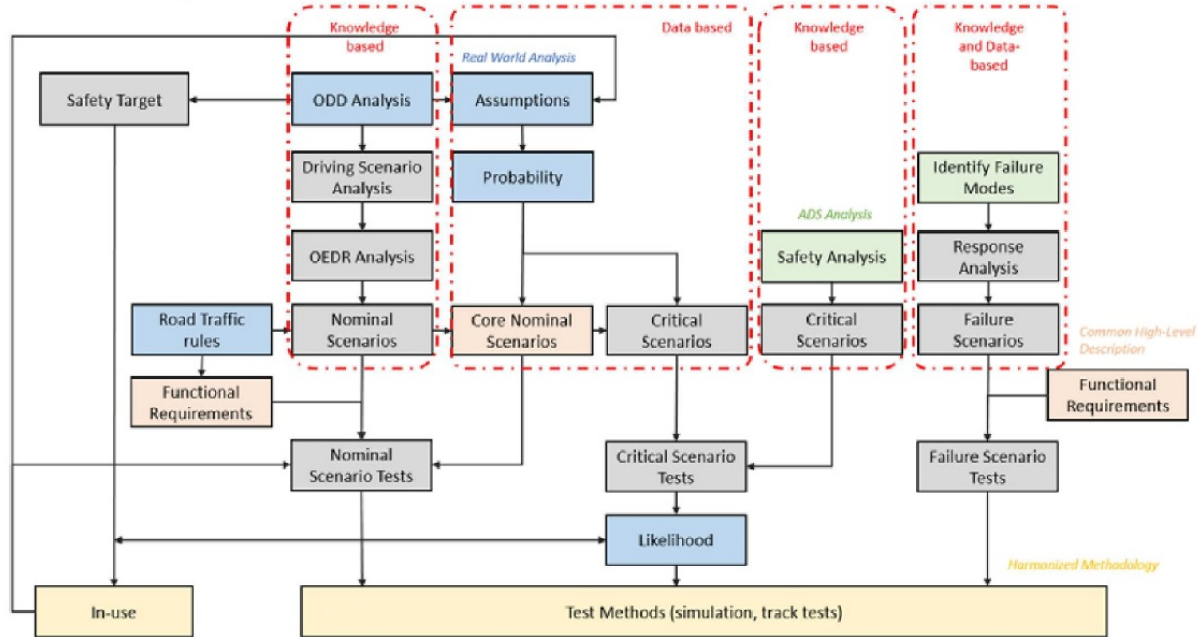 Knowledge
based
Data based
Knowledge
based
Knowledge
and Data-
based
Real World Analysis
Safety Target
ODD Analysis
Assumptions
Driving Scenario
Analysis
Probability
Identify Failure
Modes
ADS Analysis
OEDR Analysis
Safety Analysis
Response
Analysis
Road Traffic
rules
Nominal
Scenarios
Core Nominal
Scenarios
Critical
Scenarios
Critical
Scenarios
Failure
Scenarios
Common High-Level
Description
Functional
Requirements
Functional
Requirements
Nominal
Scenario Tests
Critical Scenario
Tests
Failure Scenario
Tests
Likelihood
Harmonized Methodology
In-use
Test Methods (simulation, track tests)